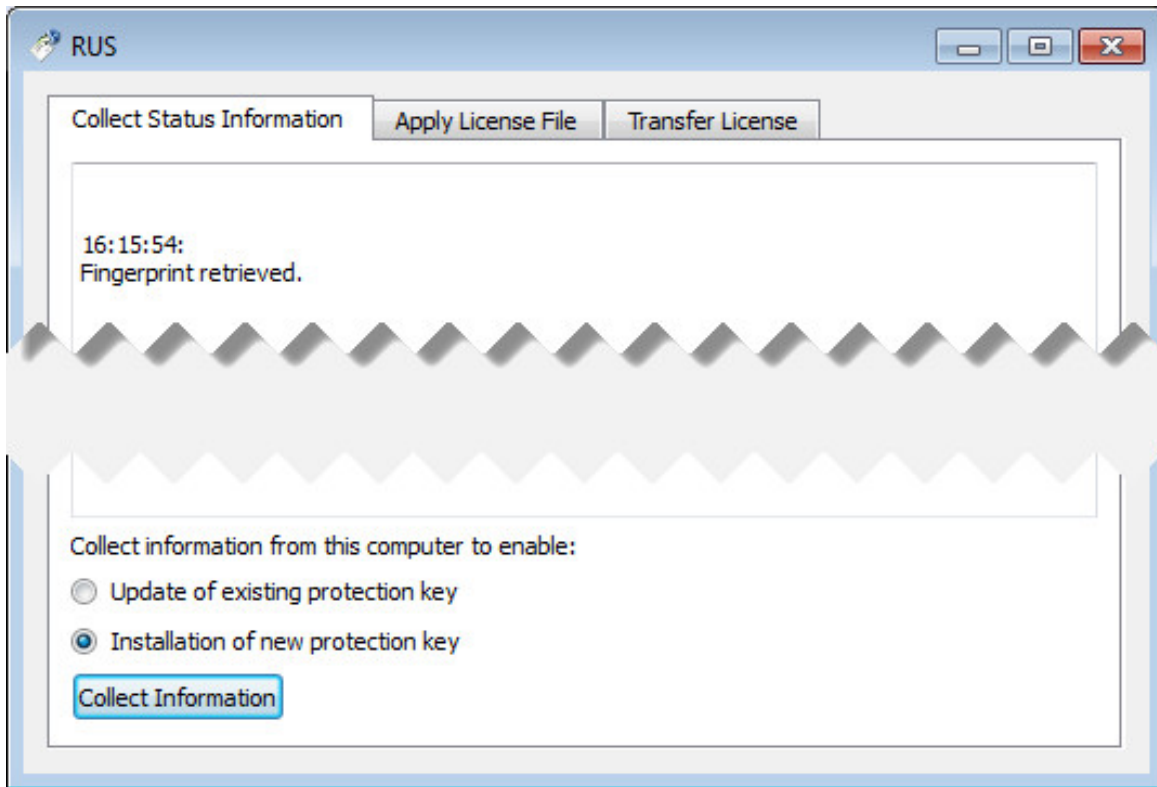 RUS
Collect Status Information
Apply License File
Transfer License
16:15:54:
Fingerprint retrieved.
Collect information from this computer to enable:
Update of existing protection key
Installation of new protection key
Collect Information